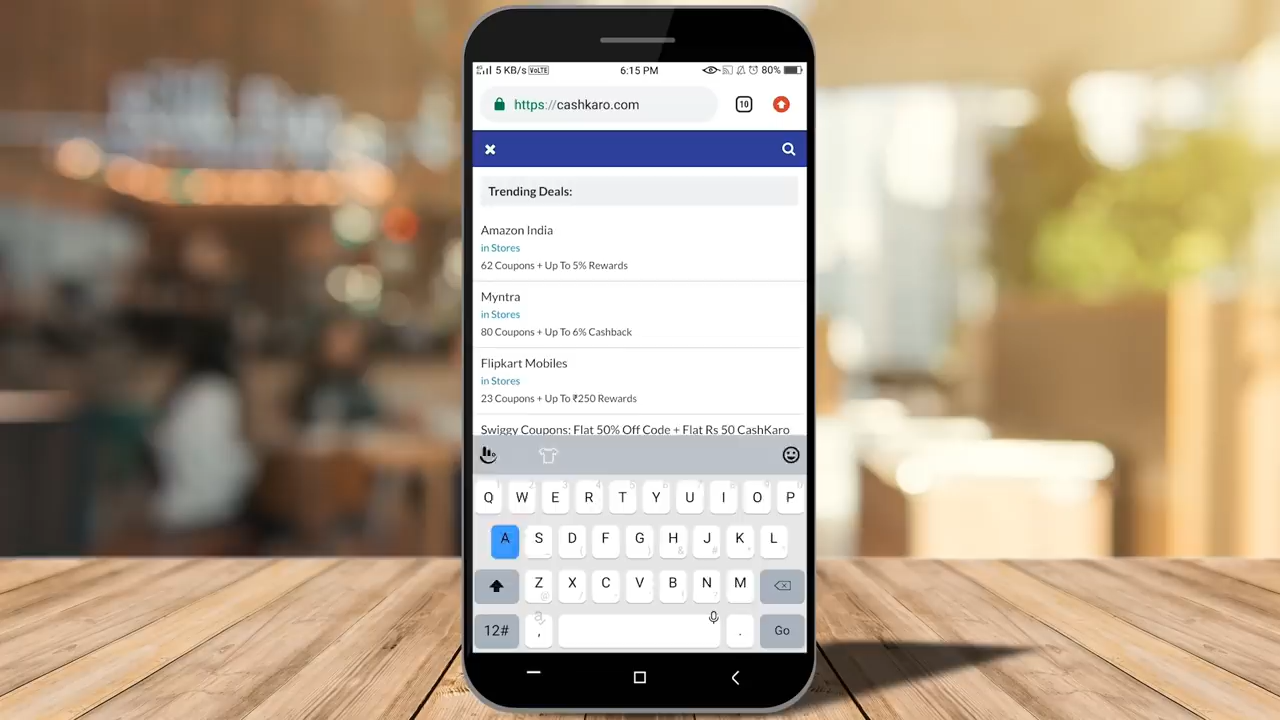 5 KB/s VoLTE 6:15 PM 80%
https://cashkaro.com 10
Trending Deals:
Amazon India
in Stores
62 Coupons + Up To 5% Rewards
Myntra
in Stores
80 Coupons + Up To 6% Cashback
Flipkart Mobiles
in Stores
23 Coupons + Up To ₹250 Rewards
Swiggy Coupons: Flat 50% Off Code + Flat Rs 50 CashKaro
Q W E R T Y U I O P
A S D F G H J K L
Z X C V B N M
12# , . Go